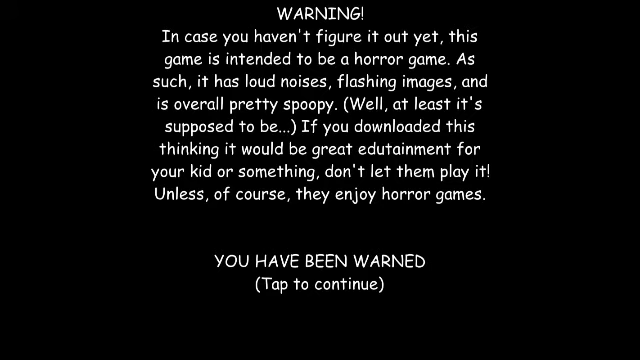 WARNING!
In case you haven't figure it out yet, this
game is intended to be a horror game. As
such, it has loud noises, flashing images, and
is overall pretty spoopy. (Well, at least it's
supposed to be...) If you downloaded this
thinking it would be great edutainment for
your kid or something, don't let them play it!
Unless, of course, they enjoy horror games.
YOU HAVE BEEN WARNED
(Tap to continue)